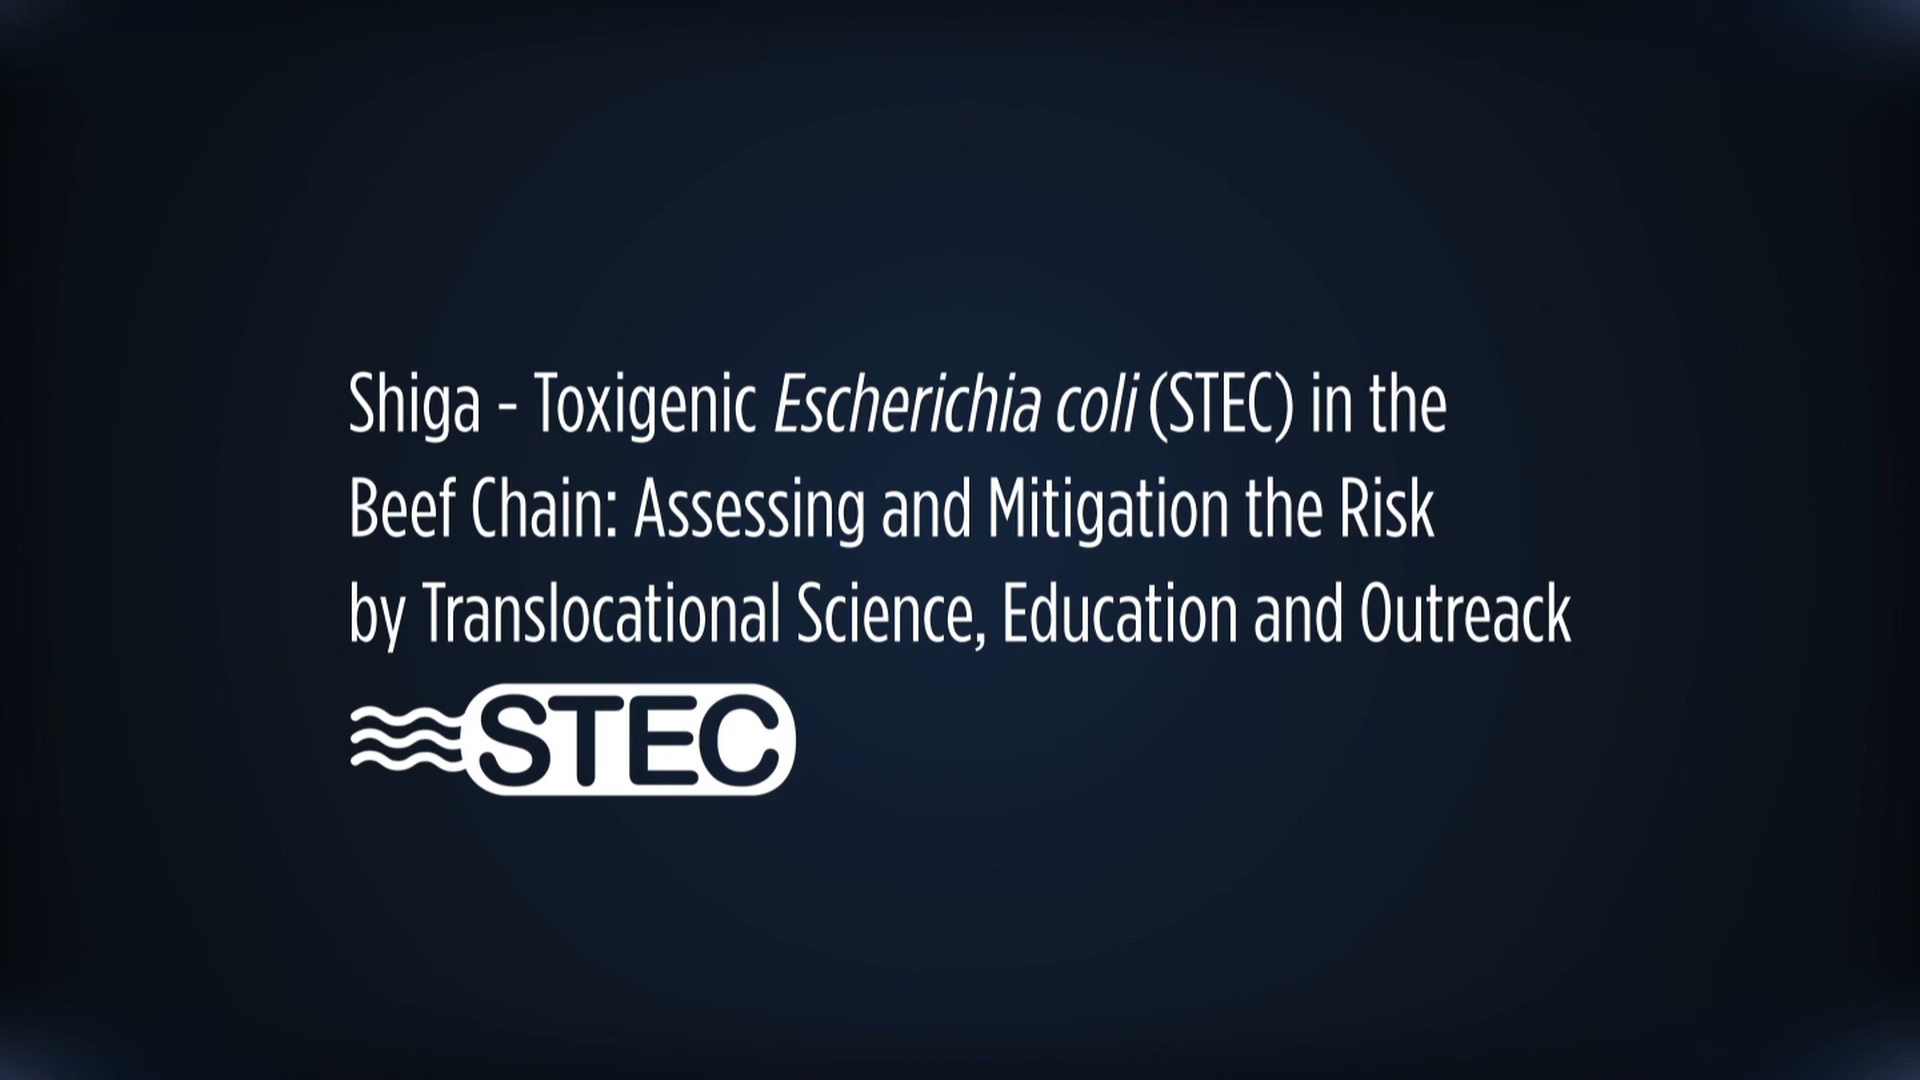 Shiga - Toxigenic Escherichia coli (STEC) in the
Beef Chain: Assessing and Mitigation the Risk
by Translocational Science, Education and Outreack
STEC